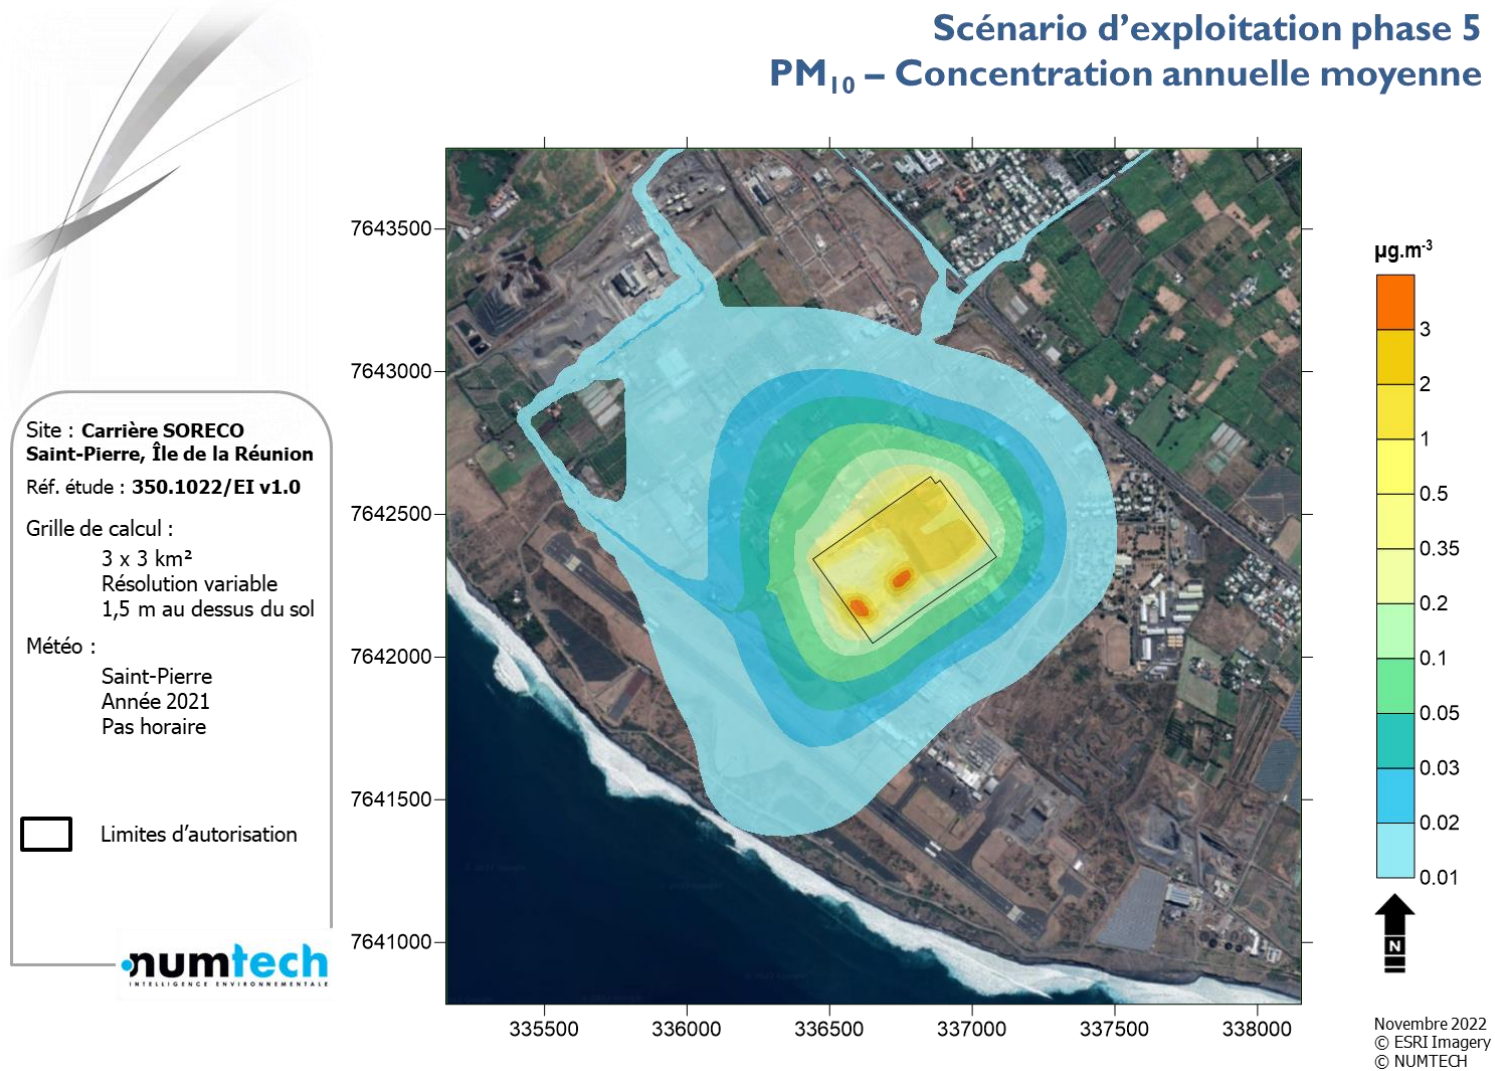 Scénario d’exploitation phase 5
PM10 – Concentration annuelle moyenne
Site : Carrière SORECO
Saint-Pierre, Île de la Réunion
Réf. étude : 350.1022/EI v1.0
Grille de calcul :
3 x 3 km²
Résolution variable
1,5 m au dessus du sol
Météo :
Saint-Pierre
Année 2021
Pas horaire
Limites d’autorisation
numtech
INTELLIGENCE ENVIRONNEMENTALE
7643500
7643000
7642500
7642000
7641500
7641000
335500 336000 336500 337000 337500 338000
µg.m-3
3
2
1
0.5
0.35
0.2
0.1
0.05
0.03
0.02
0.01
N
Novembre 2022
© ESRI Imagery
© NUMTECH